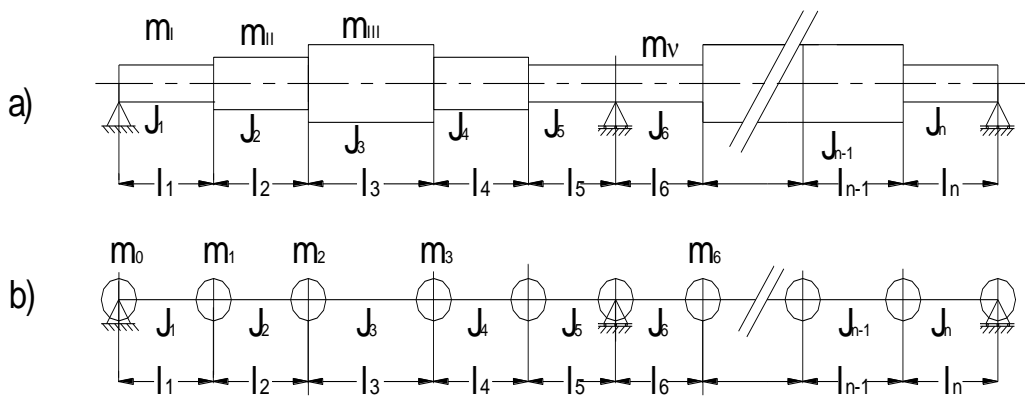 mI mII mIII mν
a)
J1 J2 J3 J4 J5 J6 Jn-1 Jn
l1 l2 l3 l4 l5 l6 ln-1 ln
m0 m1 m2 m3 m6
b)
J1 J2 J3 J4 J5 J6 Jn-1 Jn
l1 l2 l3 l4 l5 l6 ln-1 ln